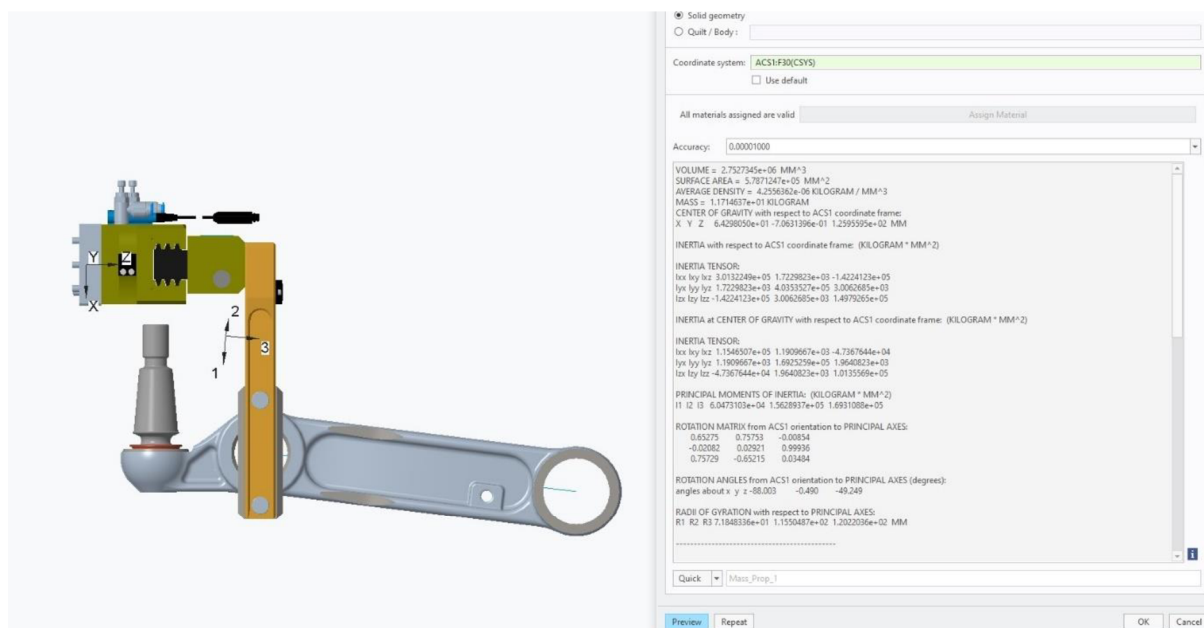 Solid geometry
Quilt / Body :
Coordinate system: ACS1:F30(CSYS)
Use default
All materials assigned are valid Assign Material
Accuracy: 0.00001000
VOLUME = 2.7527345e+06 MM^3
SURFACE AREA = 5.7871247e+05 MM^2
AVERAGE DENSITY = 4.2556362e-06 KILOGRAM / MM^3
MASS = 1.1714637e+01 KILOGRAM
CENTER OF GRAVITY with respect to ACS1 coordinate frame:
X Y Z 6.4298050e+01 -7.0631396e-01 1.2595595e+02 MM
INERTIA with respect to ACS1 coordinate frame: (KILOGRAM * MM^2)
INERTIA TENSOR:
Ixx Ixy Ixz 3.0132249e+05 1.7229823e+03 -1.4224123e+05
Iyx Iyy Iyz 1.7229823e+03 4.0353527e+05 3.0062685e+03
Izx Izy Izz -1.4224123e+05 3.0062685e+03 1.4979265e+05
INERTIA at CENTER OF GRAVITY with respect to ACS1 coordinate frame: (KILOGRAM * MM^2)
INERTIA TENSOR:
Ixx Ixy Ixz 1.1546507e+05 1.1909667e+03 -4.7367644e+04
Iyx Iyy Iyz 1.1909667e+03 1.6925259e+05 1.9640823e+03
Izx Izy Izz -4.7367644e+04 1.9640823e+03 1.0135569e+05
PRINCIPAL MOMENTS OF INERTIA: (KILOGRAM * MM^2)
I1 I2 I3 6.0473103e+04 1.5628937e+05 1.6931088e+05
ROTATION MATRIX from ACS1 orientation to PRINCIPAL AXES:
0.65275 0.75753 -0.00854
-0.02082 0.02921 0.99936
0.75729 -0.65215 0.03484
ROTATION ANGLES from ACS1 orientation to PRINCIPAL AXES (degrees):
angles about x y z -88.003 -0.490 -49.249
RADII OF GYRATION with respect to PRINCIPAL AXES:
R1 R2 R3 7.1848336e+01 1.1550487e+02 1.2022036e+02 MM
---------------------------------------------
Quick Mass_Prop_1
Preview Repeat OK Cancel
Y Z
X
2
3
1